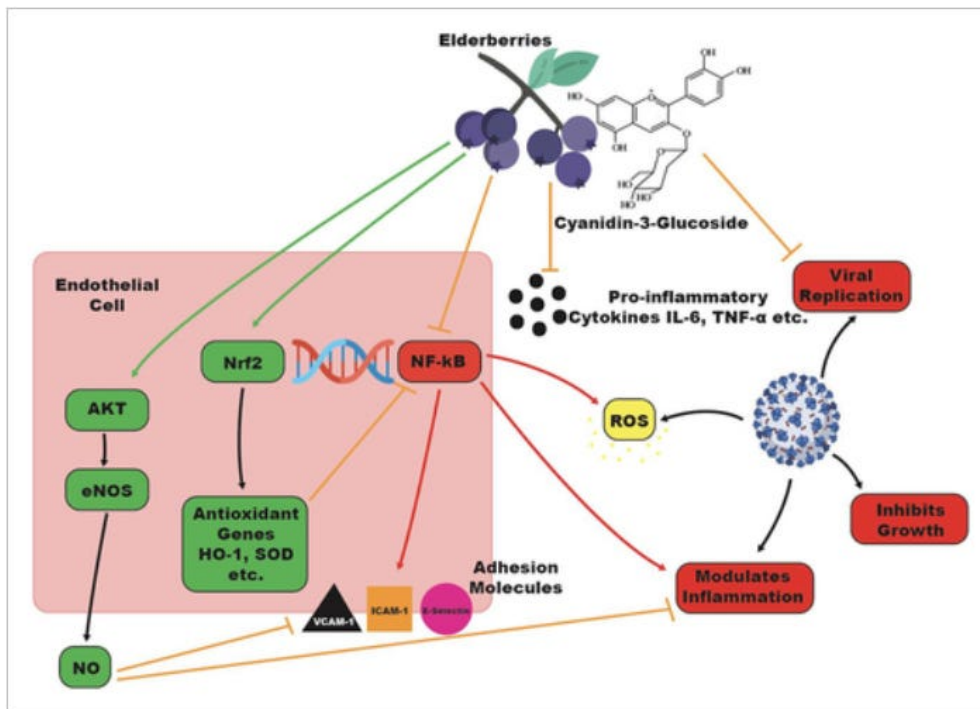 Elderberries
OH
OH
HO
O
+
OH
O
O
HO
HO
OH
Cyanidin-3-Glucoside
Endothelial
Cell
Pro-inflammatory
Cytokines IL-6, TNF-α etc.
Viral
Replication
Nrf2
NF-kB
AKT
ROS
eNOS
Antioxidant
Genes
HO-1, SOD
etc.
Inhibits
Growth
Adhesion
Molecules
Modulates
Inflammation
VCAM-1
ICAM-1
E-Selectin
NO